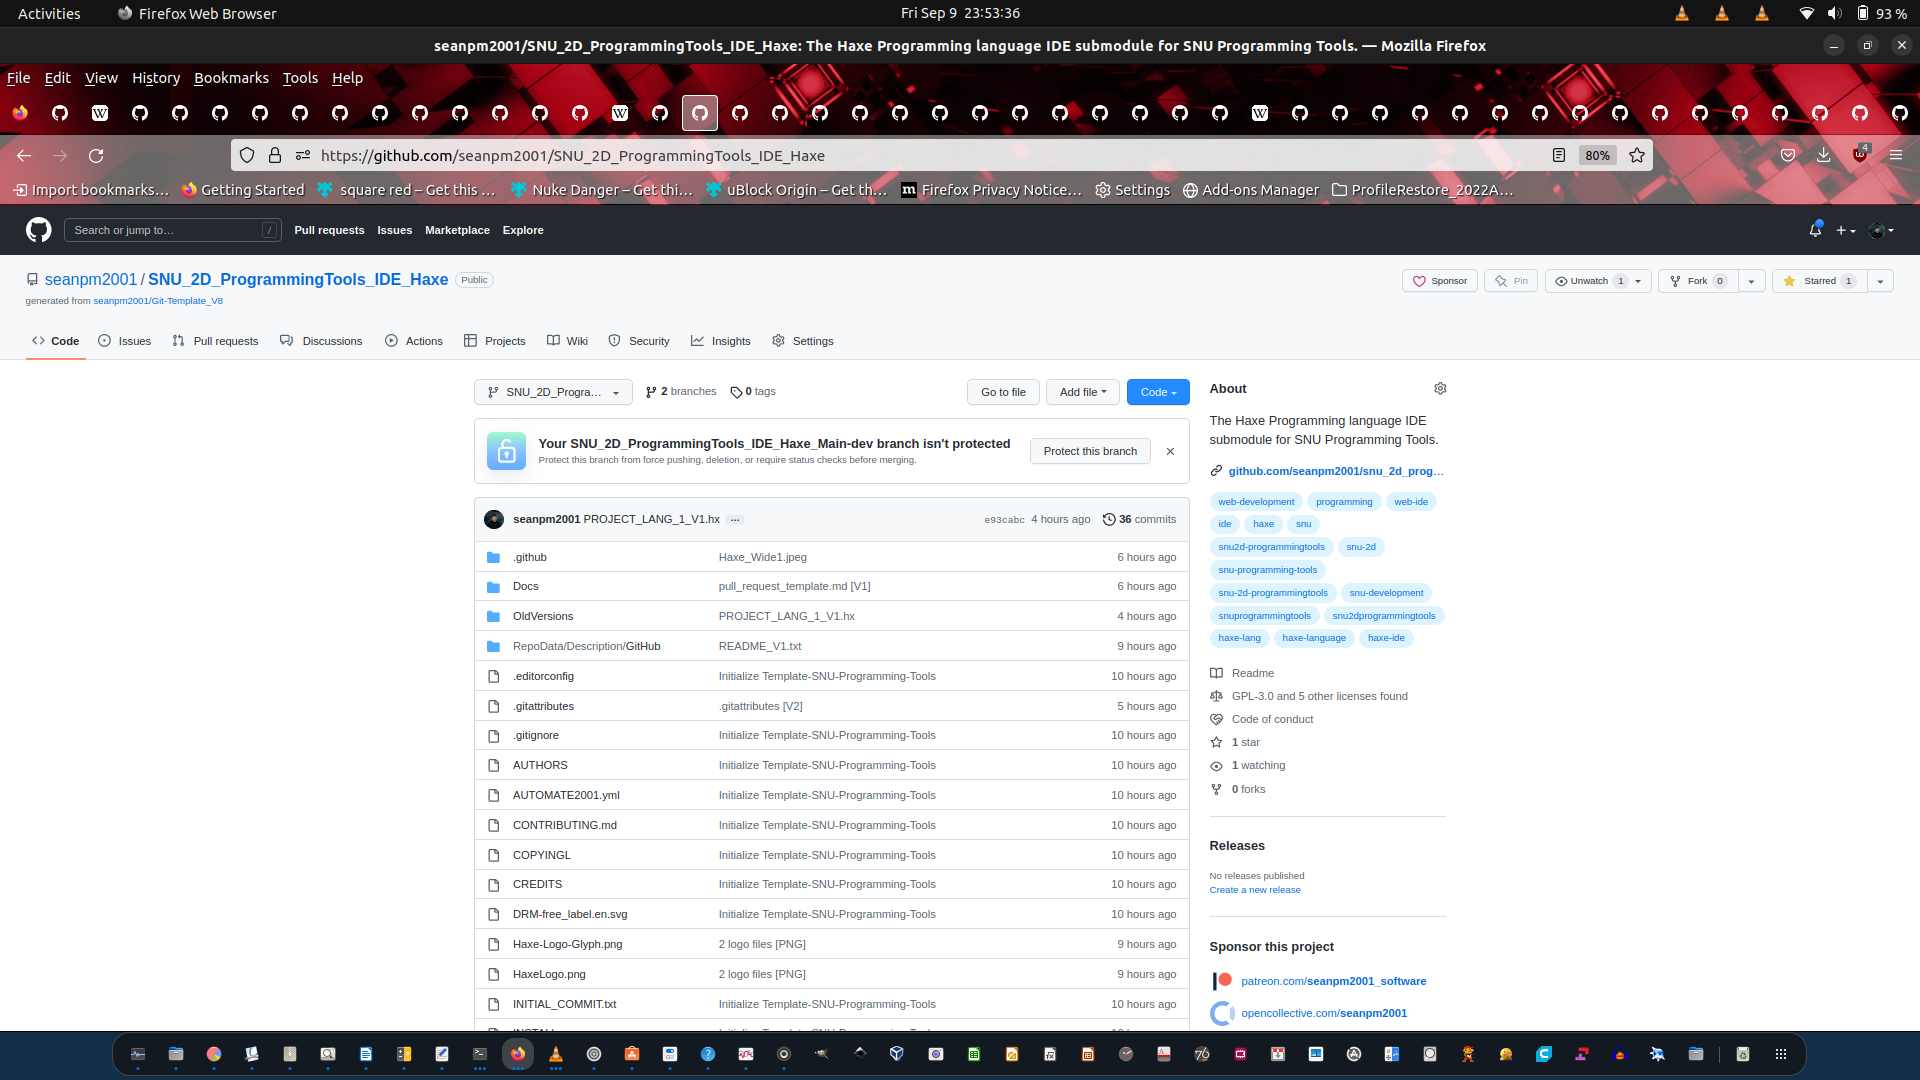 Activities Firefox Web Browser Fri Sep 9 23:53:36 93 %
seanpm2001/SNU_2D_ProgrammingTools_IDE_Haxe: The Haxe Programming language IDE submodule for SNU Programming Tools. — Mozilla Firefox
File Edit View History Bookmarks Tools Help
https://github.com/seanpm2001/SNU_2D_ProgrammingTools_IDE_Haxe 80% 4
Import bookmarks… Getting Started square red – Get this … Nuke Danger – Get thi… uBlock Origin – Get th… Firefox Privacy Notice… Settings Add-ons Manager ProfileRestore_2022A…
Search or jump to… / Pull requests Issues Marketplace Explore
seanpm2001 / SNU_2D_ProgrammingTools_IDE_Haxe Public Sponsor Pin Unwatch 1 Fork 0 Starred 1
generated from seanpm2001/Git-Template_V8
Code Issues Pull requests Discussions Actions Projects Wiki Security Insights Settings
SNU_2D_Progra… 2 branches 0 tags Go to file Add file Code
Your SNU_2D_ProgrammingTools_IDE_Haxe_Main-dev branch isn't protected
Protect this branch from force pushing, deletion, or require status checks before merging.
Protect this branch
seanpm2001 PROJECT_LANG_1_V1.hx … e93cabc 4 hours ago 36 commits
.github Haxe_Wide1.jpeg 6 hours ago
Docs pull_request_template.md [V1] 6 hours ago
OldVersions PROJECT_LANG_1_V1.hx 4 hours ago
RepoData/Description/GitHub README_V1.txt 9 hours ago
.editorconfig Initialize Template-SNU-Programming-Tools 10 hours ago
.gitattributes .gitattributes [V2] 5 hours ago
.gitignore Initialize Template-SNU-Programming-Tools 10 hours ago
AUTHORS Initialize Template-SNU-Programming-Tools 10 hours ago
AUTOMATE2001.yml Initialize Template-SNU-Programming-Tools 10 hours ago
CONTRIBUTING.md Initialize Template-SNU-Programming-Tools 10 hours ago
COPYINGL Initialize Template-SNU-Programming-Tools 10 hours ago
CREDITS Initialize Template-SNU-Programming-Tools 10 hours ago
DRM-free_label.en.svg Initialize Template-SNU-Programming-Tools 10 hours ago
Haxe-Logo-Glyph.png 2 logo files [PNG] 9 hours ago
HaxeLogo.png 2 logo files [PNG] 9 hours ago
INITIAL_COMMIT.txt Initialize Template-SNU-Programming-Tools 10 hours ago
About
The Haxe Programming language IDE
submodule for SNU Programming Tools.
github.com/seanpm2001/snu_2d_prog…
web-development programming web-ide
ide haxe snu
snu2d-programmingtools snu-2d
snu-programming-tools
snu-2d-programmingtools snu-development
snuprogrammingtools snu2dprogrammingtools
haxe-lang haxe-language haxe-ide
Readme
GPL-3.0 and 5 other licenses found
Code of conduct
1 star
1 watching
0 forks
Releases
No releases published
Create a new release
Sponsor this project
patreon.com/seanpm2001_software
opencollective.com/seanpm2001